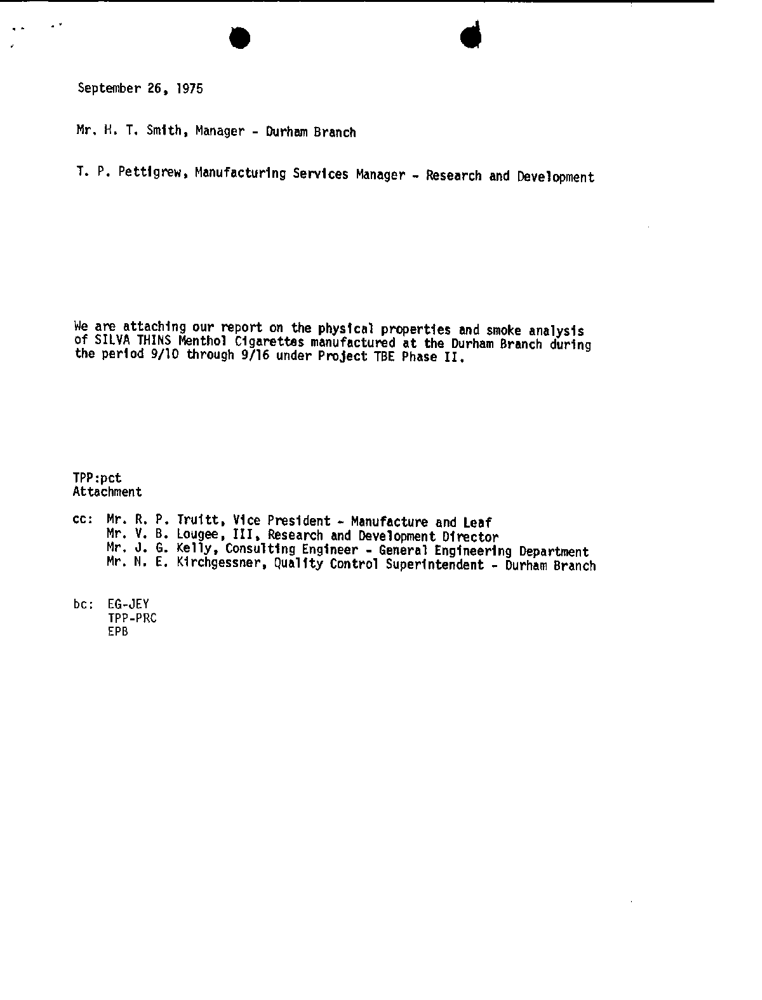 September 26, 1975
Mr. H. T. Smith, Manager - Durham Branch
T. P. Pettigrew, Manufacturing Services Manager - Research and Development
We are attaching our report on the physical properties and smoke analysis
of SILVA THINS Menthol Cigarettes manufactured at the Durham Branch during
the period 9/10 through 9/16 under Project TBE Phase II.
TPP:pct
Attachment
cc: Mr. R. P. Truitt, Vice President - Manufacture and Leaf
Mr. V. B. Lougee, III, Research and Development Director
Mr. J. G. Kelly, Consulting Engineer - General Engineering Department
Mr. N. E. Kirchgessner, Quality Control Superintendent - Durham Branch
bc: EG-JEY
TPP-PRC
EPB